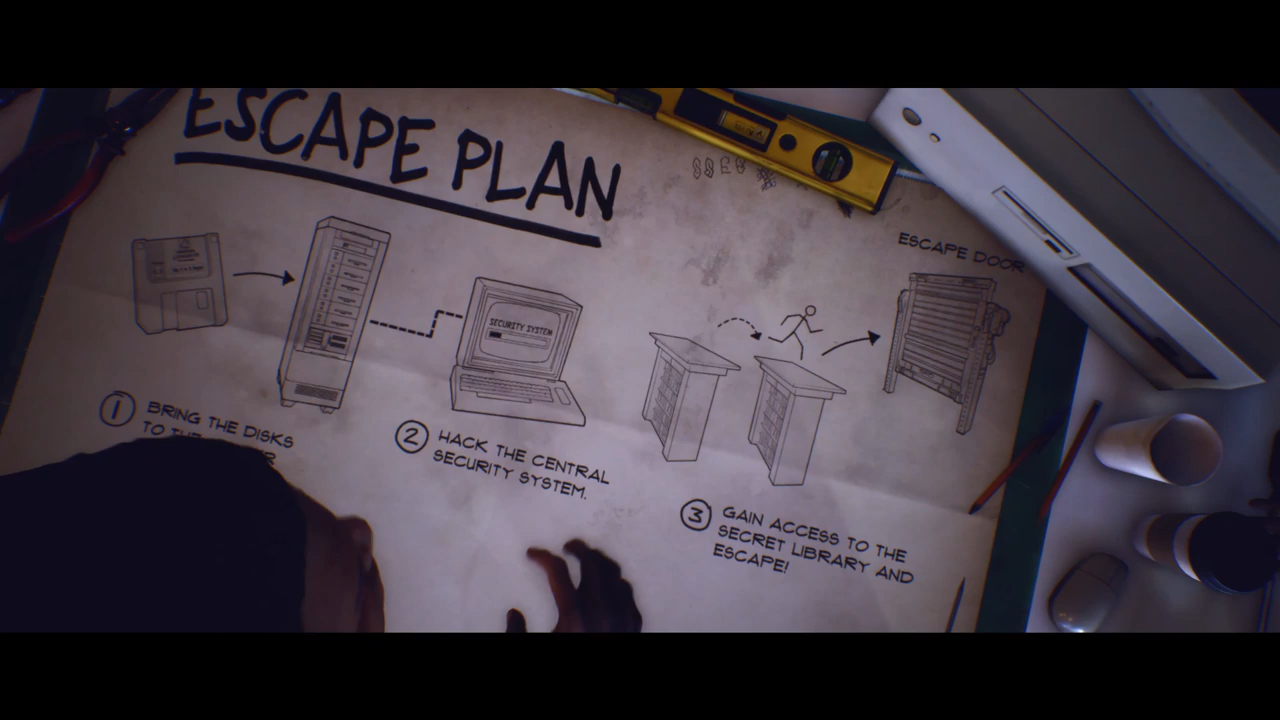 ESCAPE PLAN
ESCAPE DOOR
SECURITY SYSTEM
1
BRING THE DISKS
TO
2
HACK THE CENTRAL
SECURITY SYSTEM.
3
GAIN ACCESS TO THE
SECRET LIBRARY AND
ESCAPE!